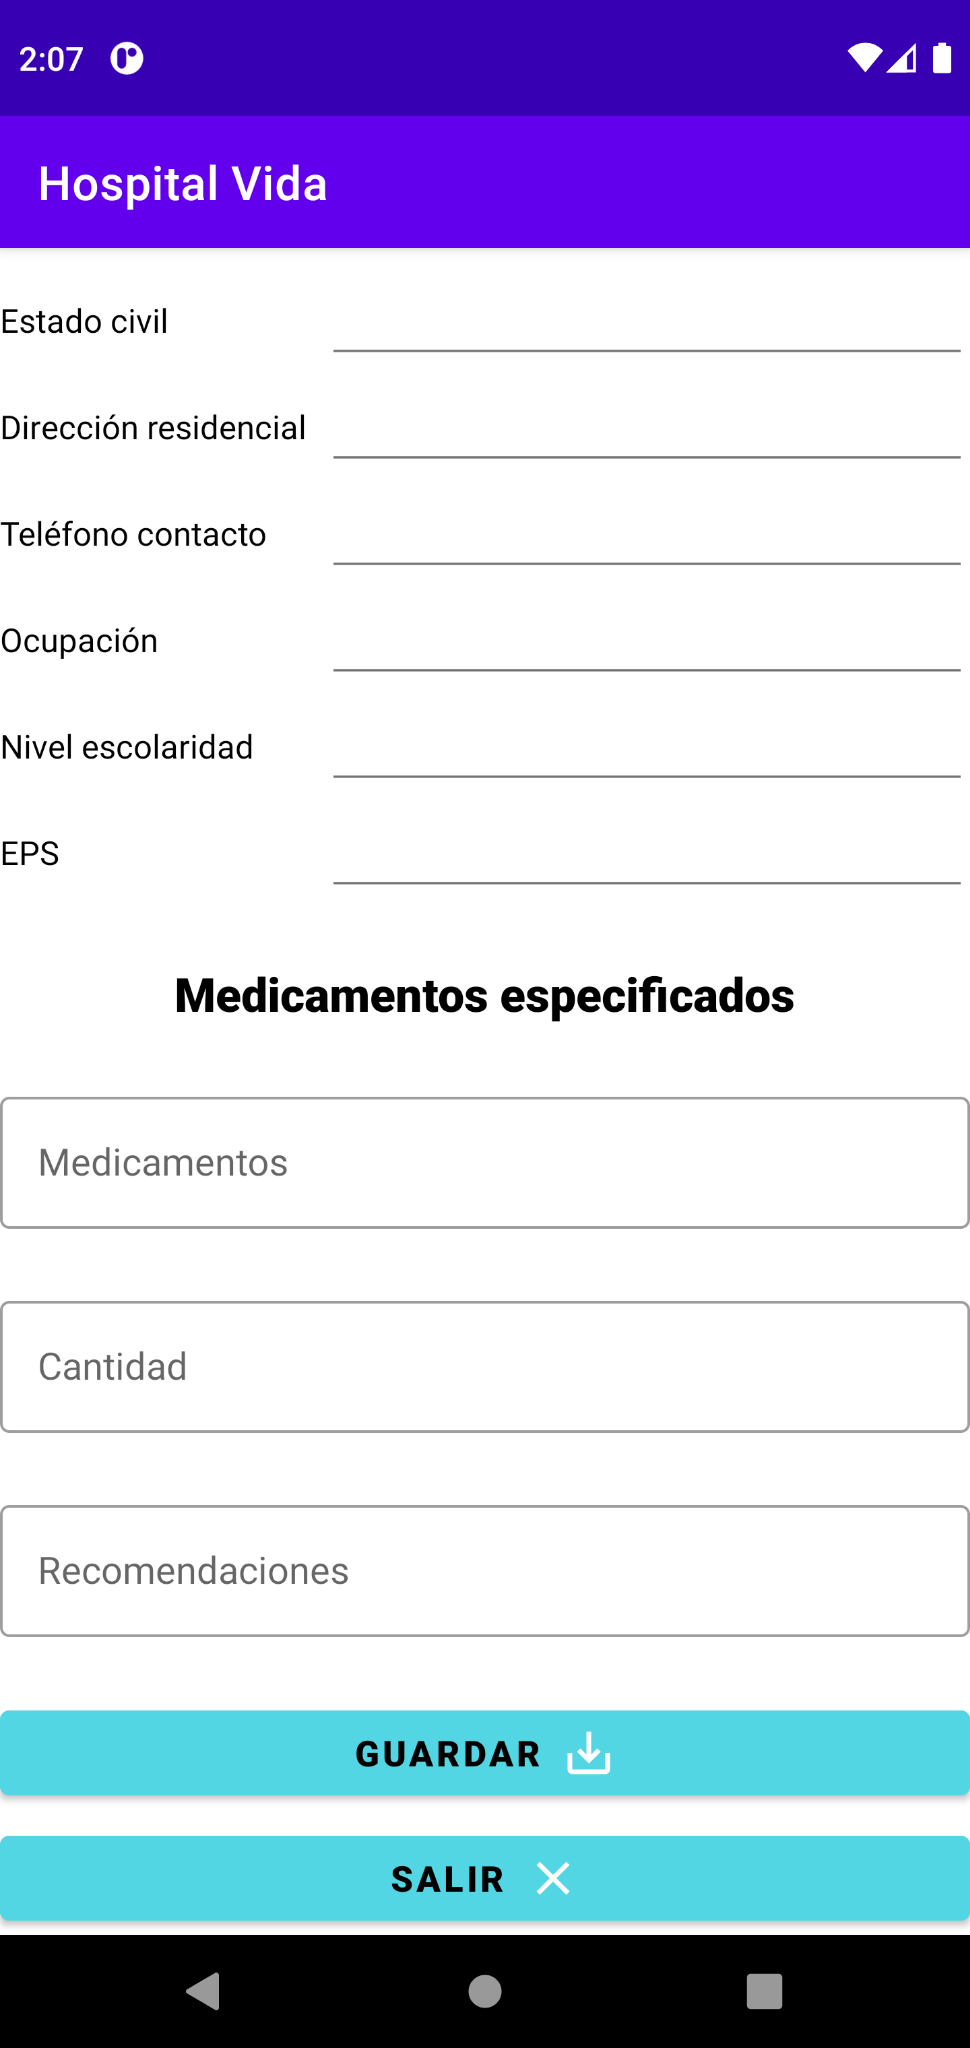 2:07
Hospital Vida
Estado civil
Dirección residencial
Teléfono contacto
Ocupación
Nivel escolaridad
EPS
Medicamentos especificados
Medicamentos
Cantidad
Recomendaciones
GUARDAR
SALIR